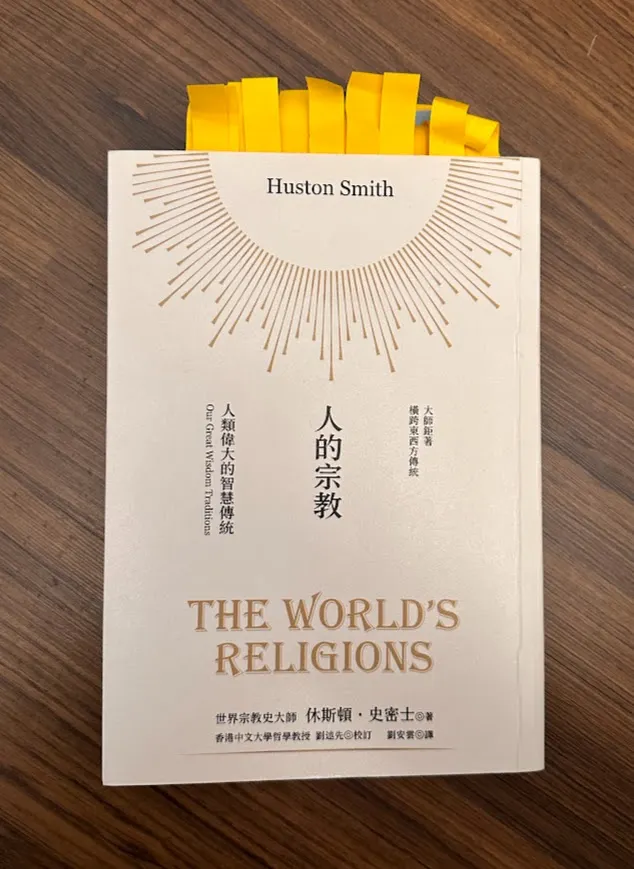 Huston Smith
大師鉅著
橫跨東西方傳統
人的宗教
人類偉大的智慧傳統
Our Great Wisdom Traditions
THE WORLD'S
RELIGIONS
世界宗教史大師 休斯頓·史密士◎著
香港中文大學哲學教授 劉述先◎校訂 劉安雲◎譯